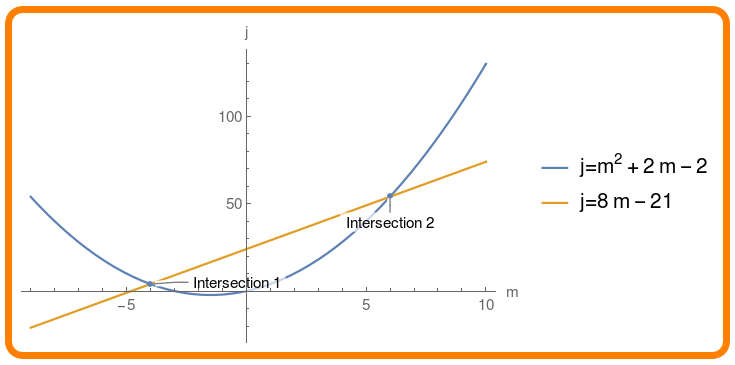 j
100
50
Intersection 2
Intersection 1
−5
5
10
m
j=m² + 2 m − 2
j=8 m − 21